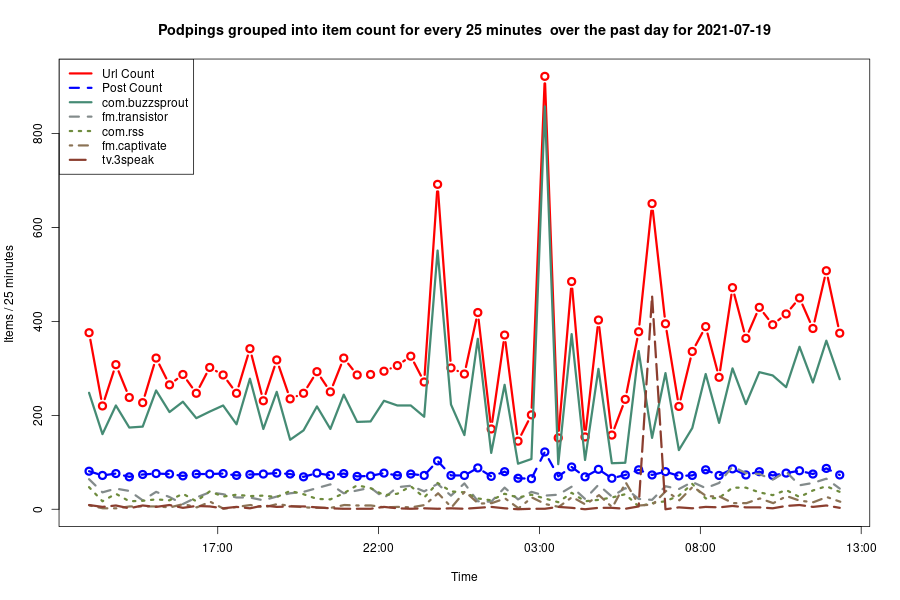 Podpings grouped into item count for every 25 minutes  over the past day for 2021-07-19
Url Count
Post Count
com.buzzsprout
fm.transistor
com.rss
fm.captivate
tv.3speak
Items / 25 minutes
800
600
400
200
0
17:00
22:00
03:00
08:00
13:00
Time